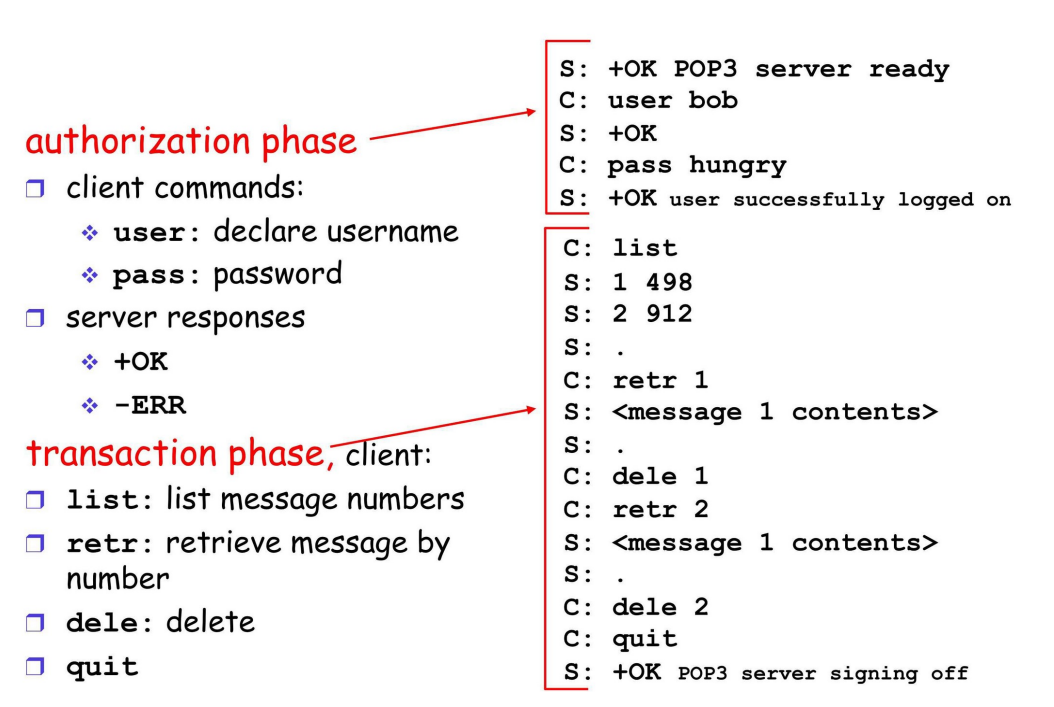 authorization phase
client commands:
user: declare username
pass: password
server responses
+OK
-ERR
transaction phase, client:
list: list message numbers
retr: retrieve message by
number
dele: delete
quit
S: +OK POP3 server ready
C: user bob
S: +OK
C: pass hungry
S: +OK user successfully logged on
C: list
S: 1 498
S: 2 912
S: .
C: retr 1
S: <message 1 contents>
S: .
C: dele 1
C: retr 2
S: <message 1 contents>
S: .
C: dele 2
C: quit
S: +OK POP3 server signing off